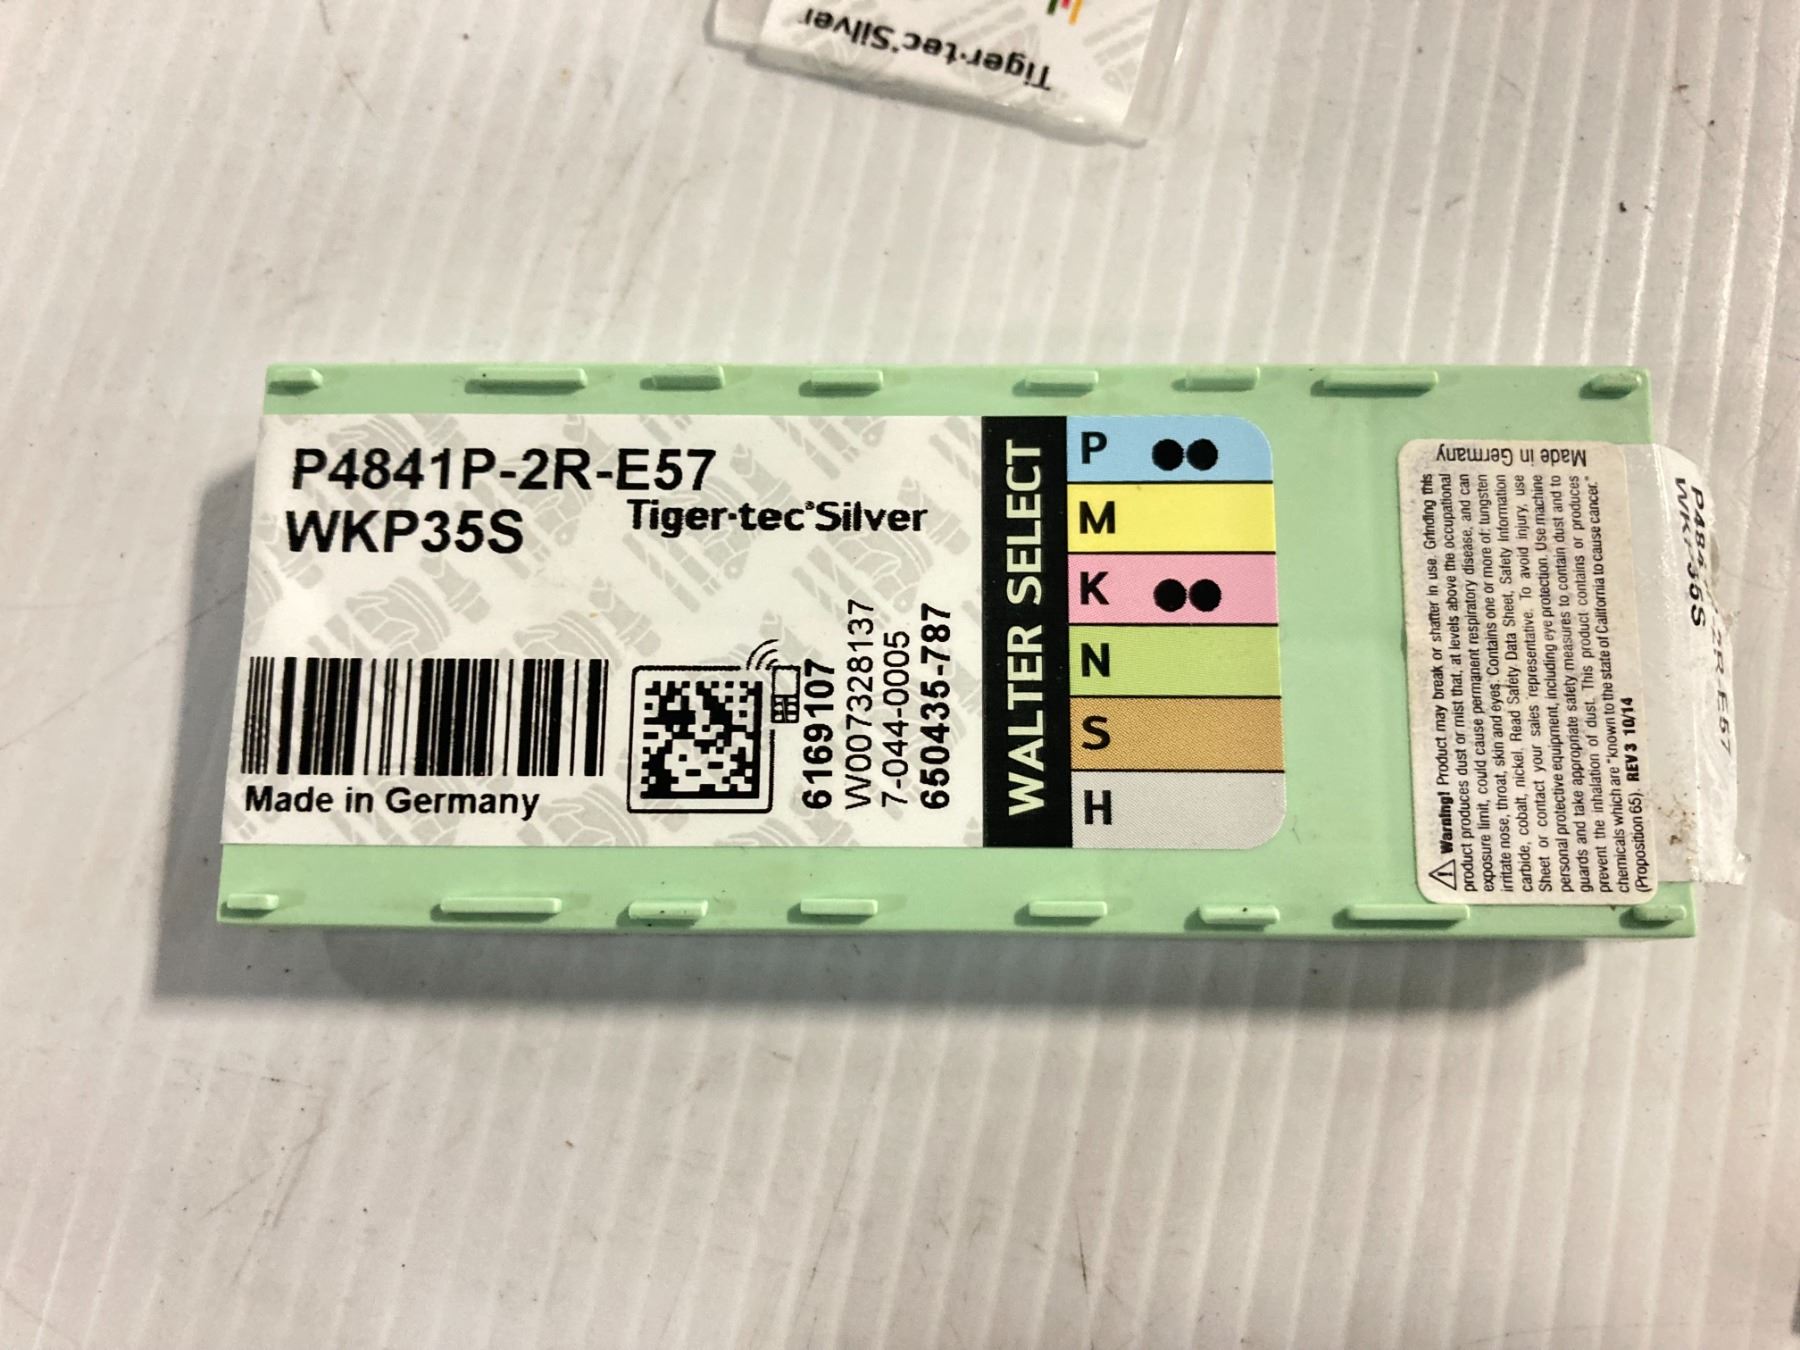 Tiger·tec®Silver
P4841P-2R-E57
WKP35S
Tiger·tec®Silver
Made in Germany
6169107
W007328137
7-044-0005
650435-787
WALTER SELECT
P
M
K
N
S
H
Made in Germany
⚠ Warning! Product may break or shatter in use. Grinding this
product produces dust or mist that, at levels above the occupational
exposure limit, could cause permanent respiratory disease, and can
irritate nose, throat, skin and eyes. Contains one or more of: tungsten
carbide, cobalt, nickel. Read Safety Data Sheet, Safety Information
Sheet or contact your sales representative. To avoid injury, use
personal protective equipment, including eye protection. Use machine
guards and take appropriate safety measures to contain dust and to
prevent the inhalation of dust. This product contains or produces
chemicals which are "known to the state of California to cause cancer."
(Proposition 65). REV3 10/14
2R-E57